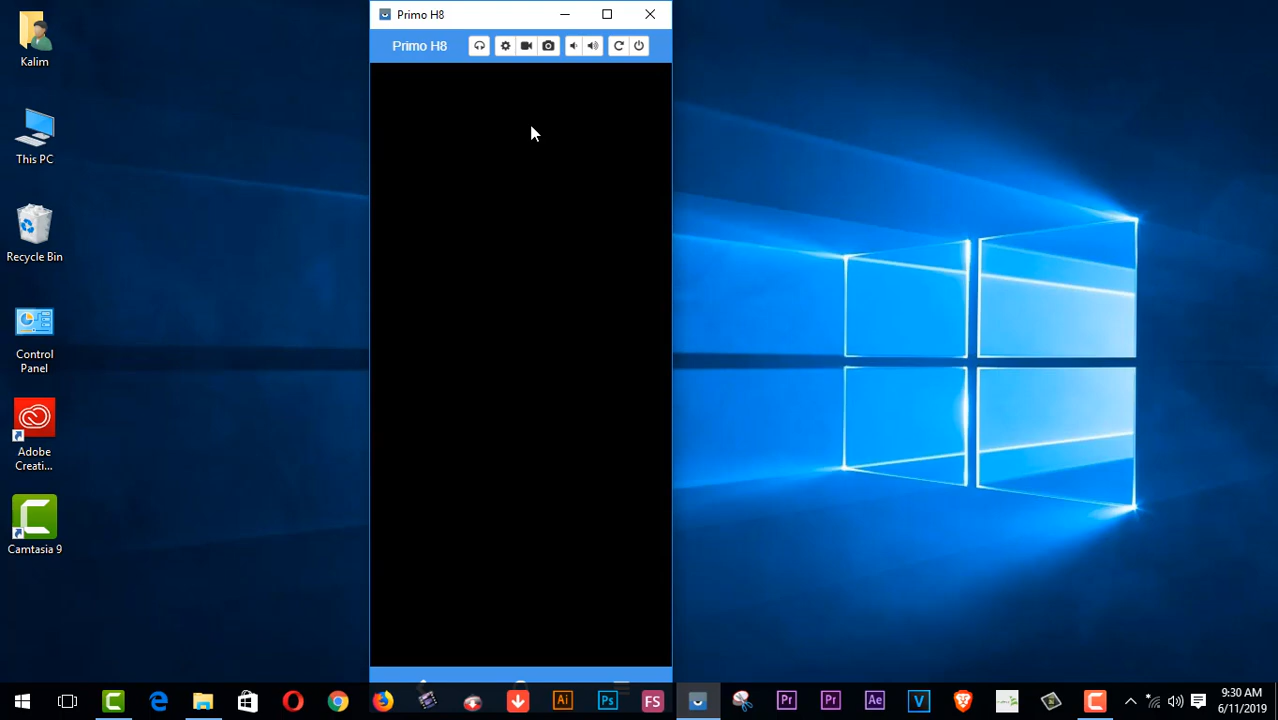 Primo H8
Primo H8
Kalim
This PC
Recycle Bin
Control
Panel
Adobe
Creati...
Camtasia 9
Ai
Ps
FS
Pr
Pr
Ae
V
9:30 AM
6/11/2019